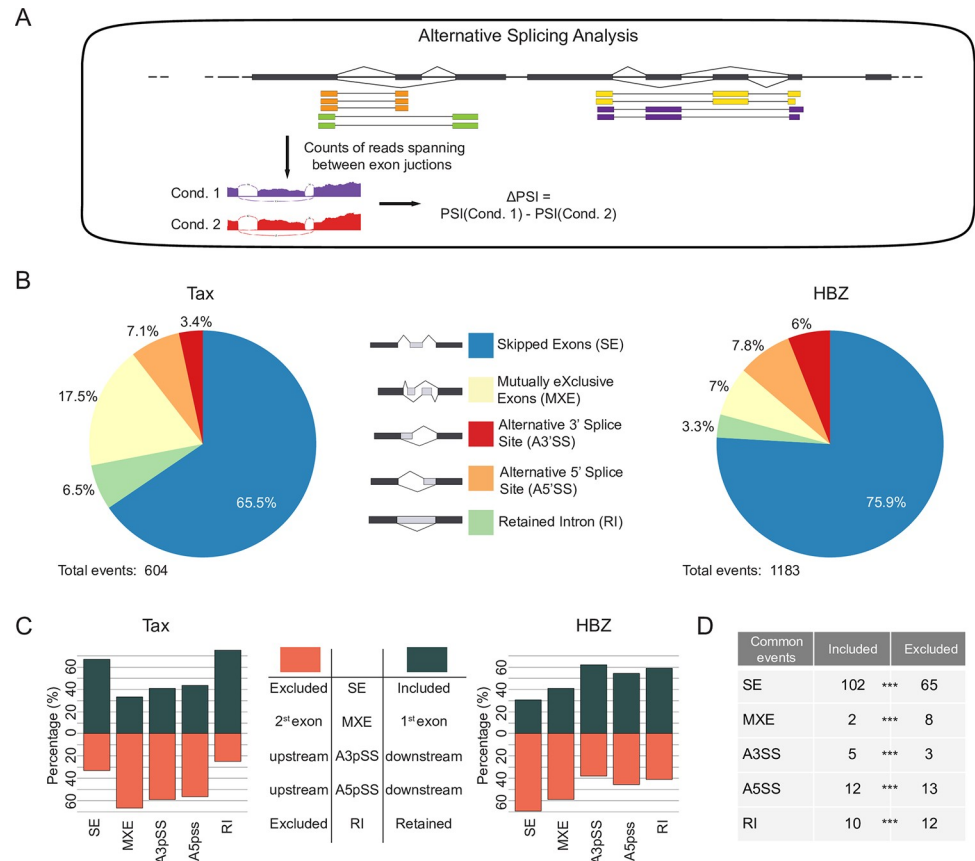 A
Alternative Splicing Analysis
Counts of reads spanning
between exon juctions
Cond. 1
Cond. 2
ΔPSI =
PSI(Cond. 1) - PSI(Cond. 2)
B
Tax
3.4%
7.1%
17.5%
6.5%
65.5%
Total events: 604
Skipped Exons (SE)
Mutually eXclusive
Exons (MXE)
Alternative 3' Splice
Site (A3'SS)
Alternative 5' Splice
Site (A5'SS)
Retained Intron (RI)
HBZ
6%
7.8%
7%
3.3%
75.9%
Total events: 1183
C
Tax
Percentage (%)
60
40
20
0
20
40
60
SE
MXE
A3pSS
A5pss
RI
Excluded SE Included
2st exon MXE 1st exon
upstream A3pSS downstream
upstream A5pSS downstream
Excluded RI Retained
HBZ
Percentage (%)
60
40
20
0
20
40
60
SE
MXE
A3pSS
A5pss
RI
D
Common
events
Included
Excluded
SE 102 *** 65
MXE 2 *** 8
A3SS 5 *** 3
A5SS 12 *** 13
RI 10 *** 12